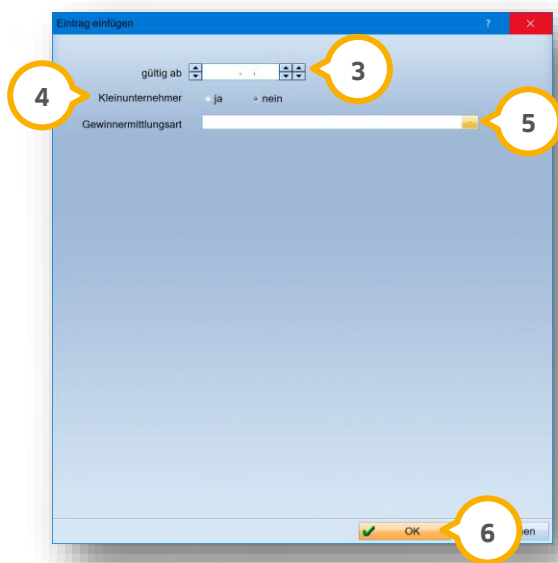 Eintrag einfügen ?
gültig ab . . 3
4 Kleinunternehmer ja nein
Gewinnermittlungsart ... 5
OK 6